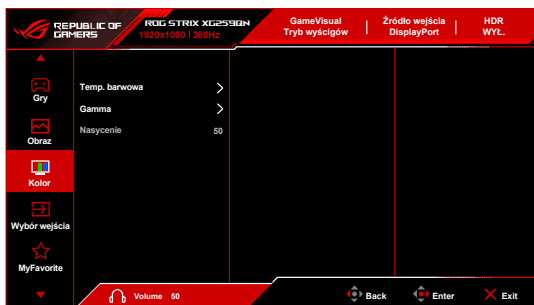 REPUBLIC OF
GAMERS
ROG STRIX XG259QN
1920x1080 | 380Hz
GameVisual
Tryb wyścigów
Źródło wejścia
DisplayPort
HDR
WYŁ.
Gry
Obraz
Kolor
Wybór wejścia
MyFavorite
Temp. barwowa
Gamma
Nasycenie 50
Volume 50
Back
Enter
Exit